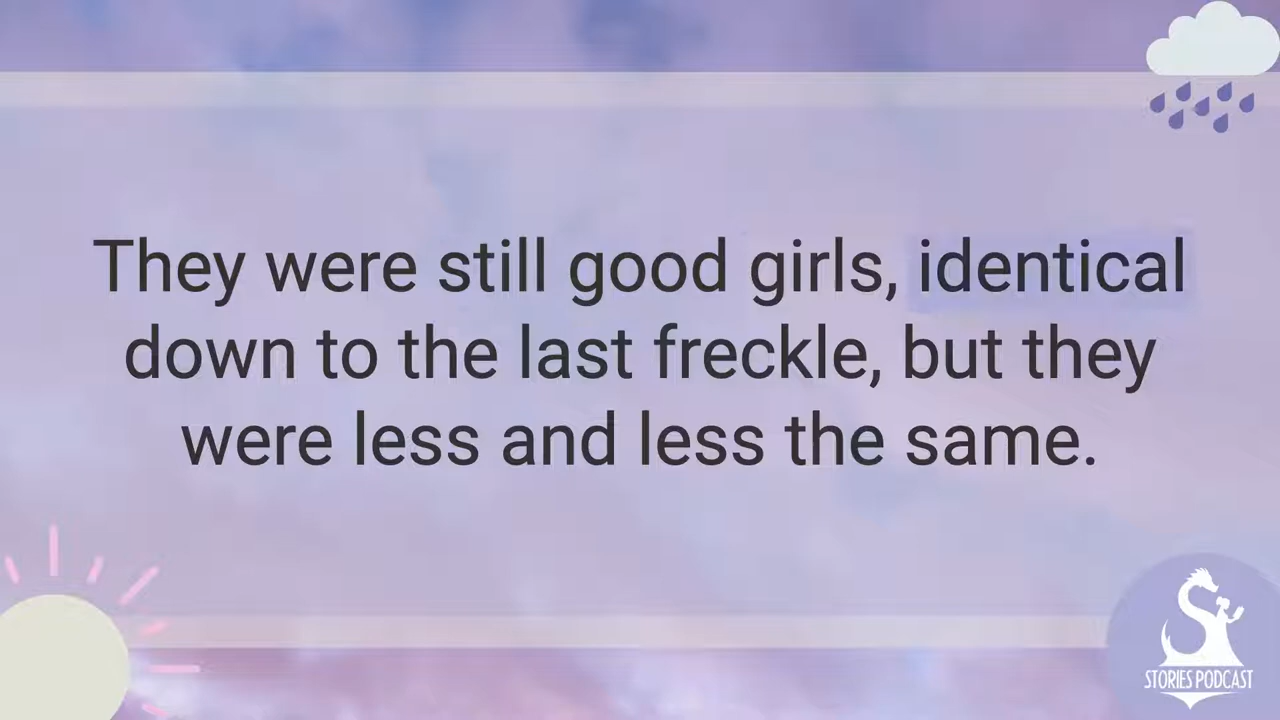 They were still good girls, identical
down to the last freckle, but they
were less and less the same.
STORIES PODCAST